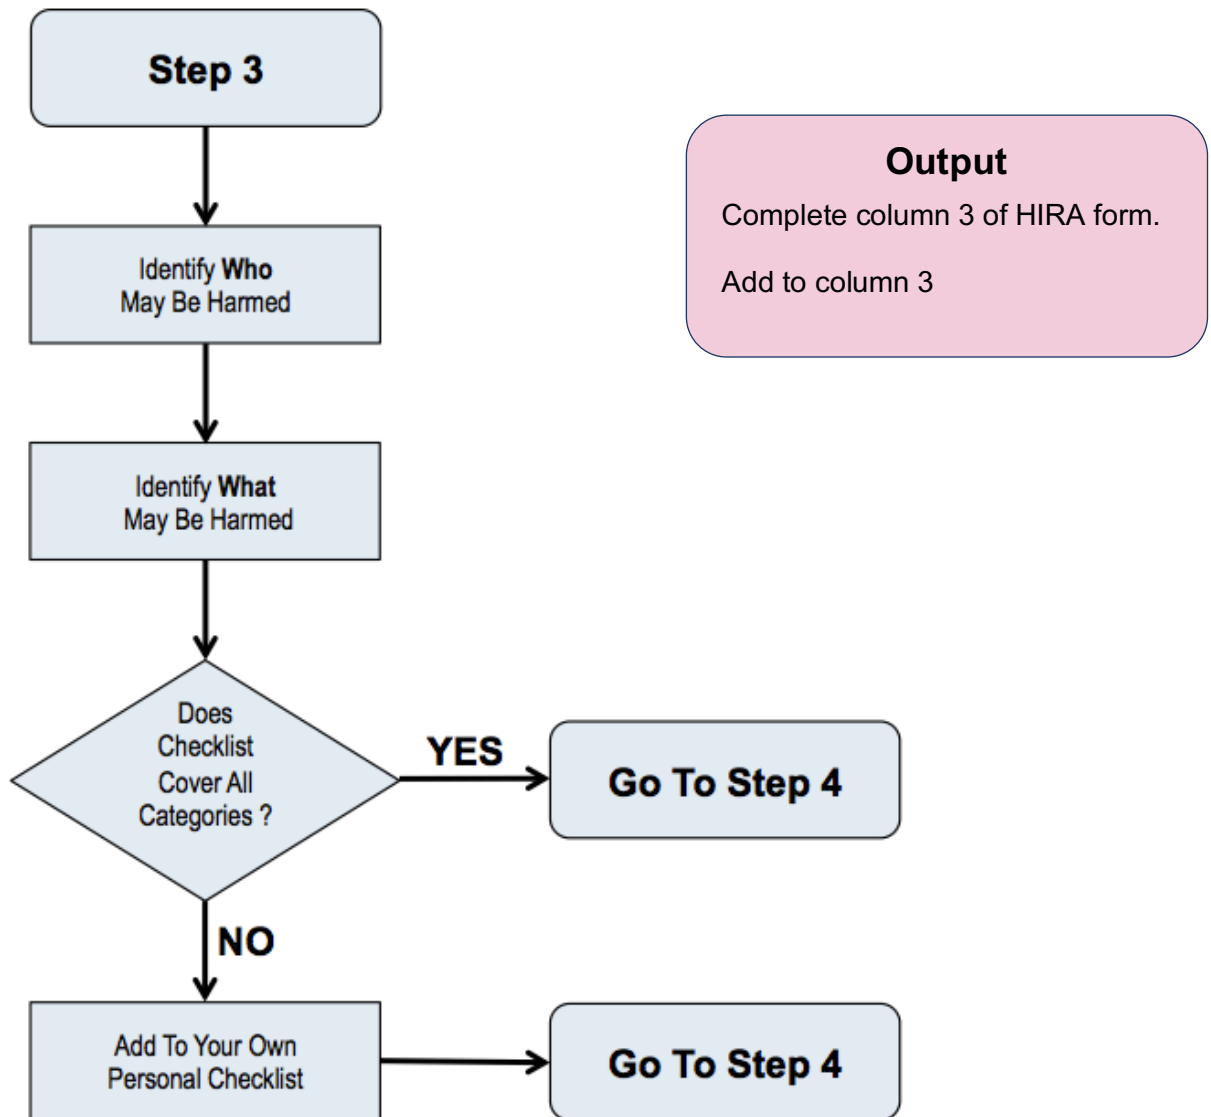 Step 3
Output
Complete column 3 of HIRA form.
Add to column 3
Identify Who
May Be Harmed
Identify What
May Be Harmed
Does
Checklist
Cover All
Categories ?
YES
Go To Step 4
NO
Add To Your Own
Personal Checklist
Go To Step 4